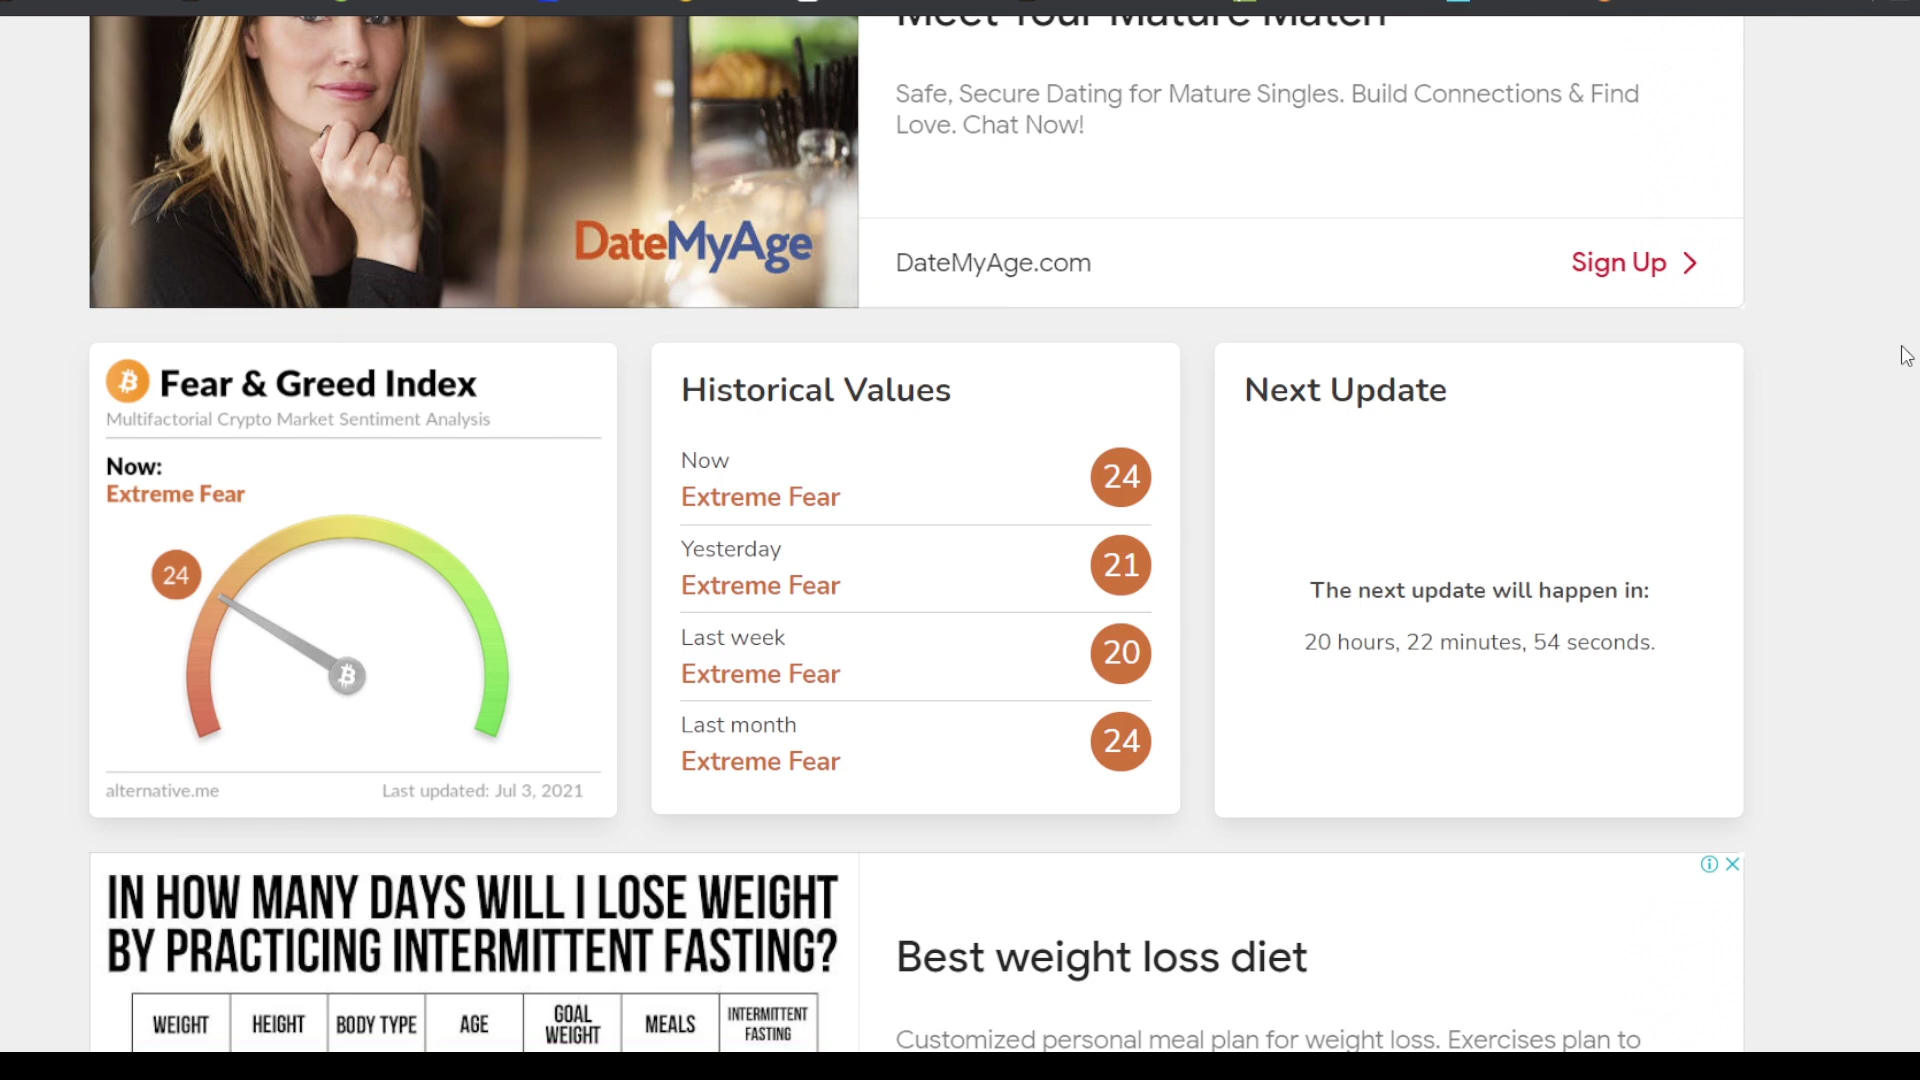 Meet Your Mature Match
Safe, Secure Dating for Mature Singles. Build Connections & Find
Love. Chat Now!
DateMyAge
DateMyAge.com
Sign Up
Fear & Greed Index
Multifactorial Crypto Market Sentiment Analysis
Now:
Extreme Fear
24
alternative.me
Last updated: Jul 3, 2021
Historical Values
Now
Extreme Fear
24
Yesterday
Extreme Fear
21
Last week
Extreme Fear
20
Last month
Extreme Fear
24
Next Update
The next update will happen in:
20 hours, 22 minutes, 54 seconds.
IN HOW MANY DAYS WILL I LOSE WEIGHT
BY PRACTICING INTERMITTENT FASTING?
WEIGHT
HEIGHT
BODY TYPE
AGE
GOAL
WEIGHT
MEALS
INTERMITTENT
FASTING
Best weight loss diet
Customized personal meal plan for weight loss. Exercises plan to